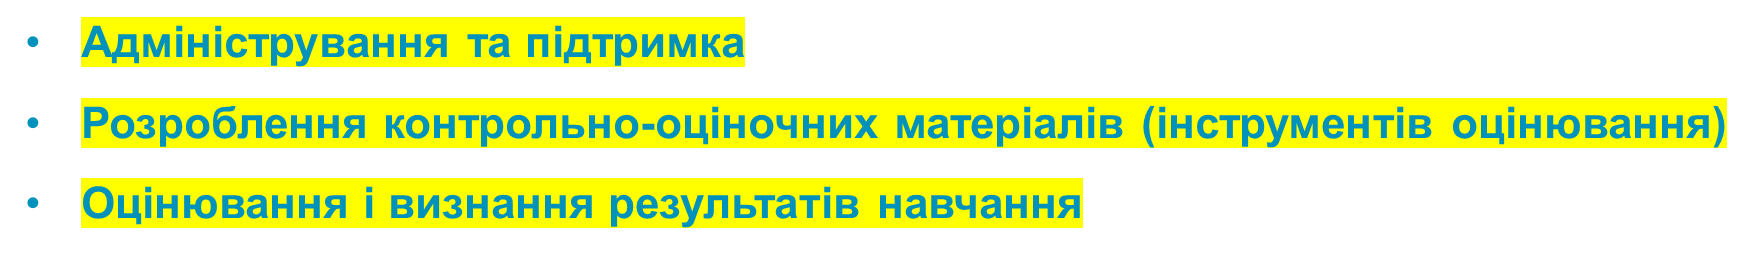 • Адміністрування та підтримка
• Розроблення контрольно-оціночних матеріалів (інструментів оцінювання)
• Оцінювання і визнання результатів навчання